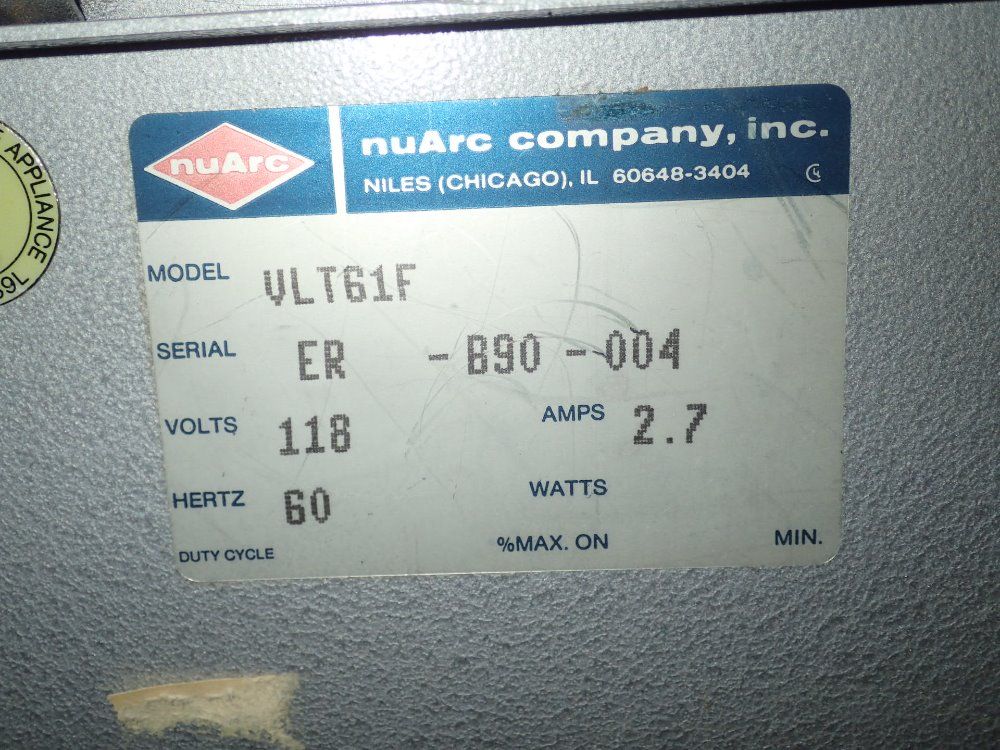 nuArc
nuArc company, inc.
NILES (CHICAGO), IL 60648-3404
APPLIANCE
69L
MODEL VLT61F
SERIAL ER - B90 - 004
VOLTS 118 AMPS 2.7
HERTZ 60 WATTS
DUTY CYCLE %MAX. ON MIN.